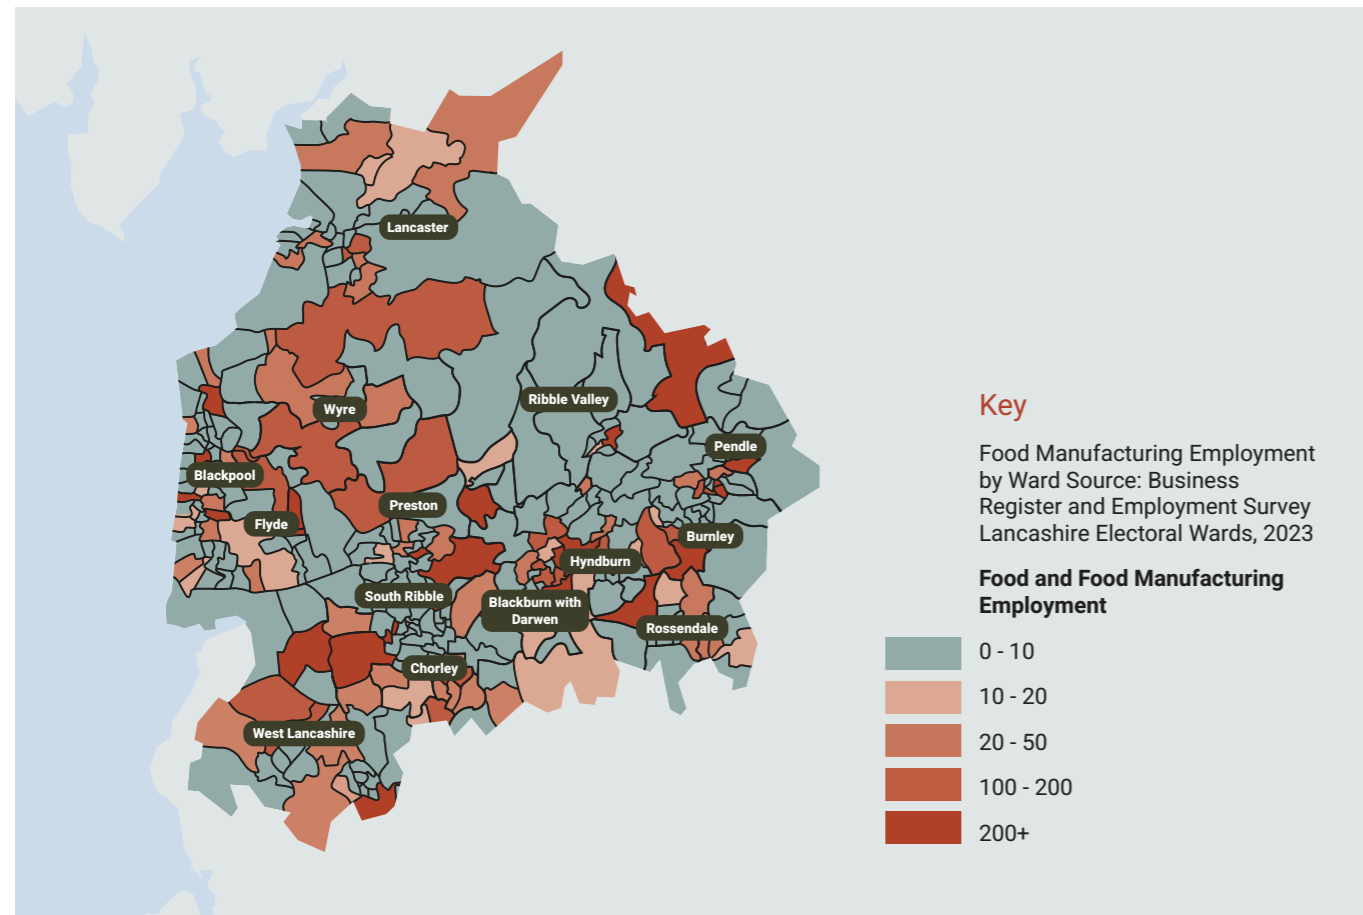 Lancaster
Wyre
Ribble Valley
Pendle
Blackpool
Preston
Flyde
Burnley
Hyndburn
South Ribble
Blackburn with
Darwen
Rossendale
Chorley
West Lancashire
Key
Food Manufacturing Employment
by Ward Source: Business
Register and Employment Survey
Lancashire Electoral Wards, 2023
Food and Food Manufacturing
Employment
0 - 10
10 - 20
20 - 50
100 - 200
200+